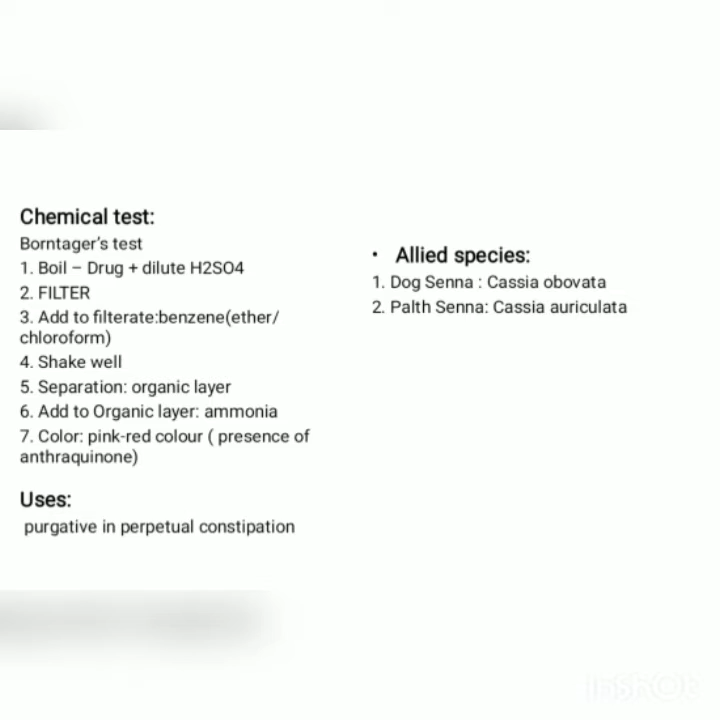 Chemical test:
Borntager's test
1. Boil – Drug + dilute H2SO4
2. FILTER
3. Add to filterate:benzene(ether/
chloroform)
4. Shake well
5. Separation: organic layer
6. Add to Organic layer: ammonia
7. Color: pink-red colour ( presence of
anthraquinone)
Uses:
purgative in perpetual constipation
• Allied species:
1. Dog Senna : Cassia obovata
2. Palth Senna: Cassia auriculata